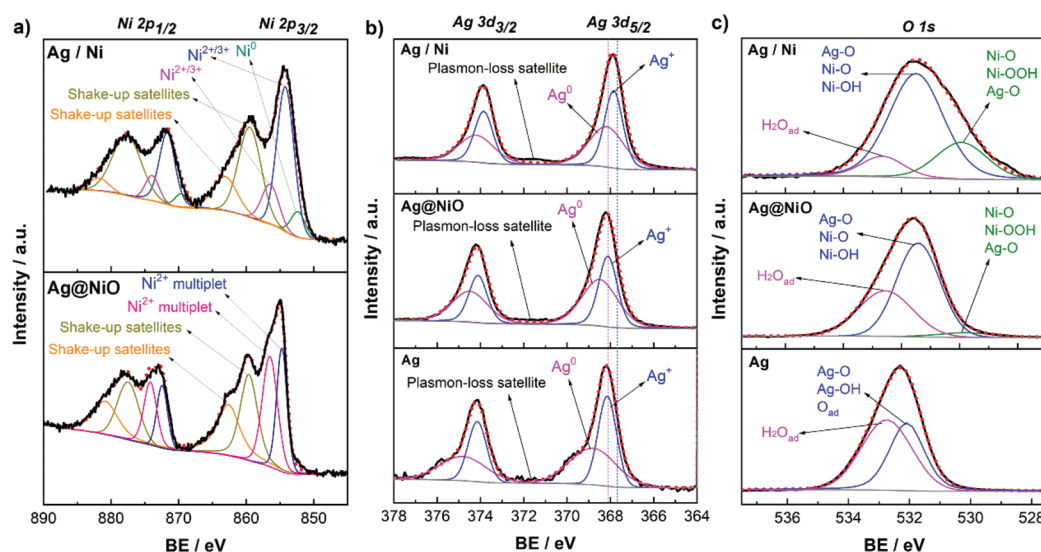 a)
Ni 2p1/2
Ni 2p3/2
Ag / Ni
Ni2+/3+
Ni0
Ni2+/3+
Shake-up satellites
Shake-up satellites
Ag@NiO
Ni2+ multiplet
Ni2+ multiplet
Shake-up satellites
Shake-up satellites
Intensity / a.u.
890
880
870
860
850
BE / eV
b)
Ag 3d3/2
Ag 3d5/2
Ag / Ni
Plasmon-loss satellite
Ag+
Ag0
Ag@NiO
Ag0
Plasmon-loss satellite
Ag+
Ag
Ag0
Plasmon-loss satellite
Ag+
Intensity / a.u.
378
376
374
372
370
368
366
364
BE / eV
c)
O 1s
Ag / Ni
Ag-O
Ni-O
Ni-OH
Ni-O
Ni-OOH
Ag-O
H2Oad
Ag@NiO
Ag-O
Ni-O
Ni-OH
Ni-O
Ni-OOH
Ag-O
H2Oad
Ag
Ag-O
Ag-OH
Oad
H2Oad
Intensity / a.u.
536
534
532
530
528
BE / eV